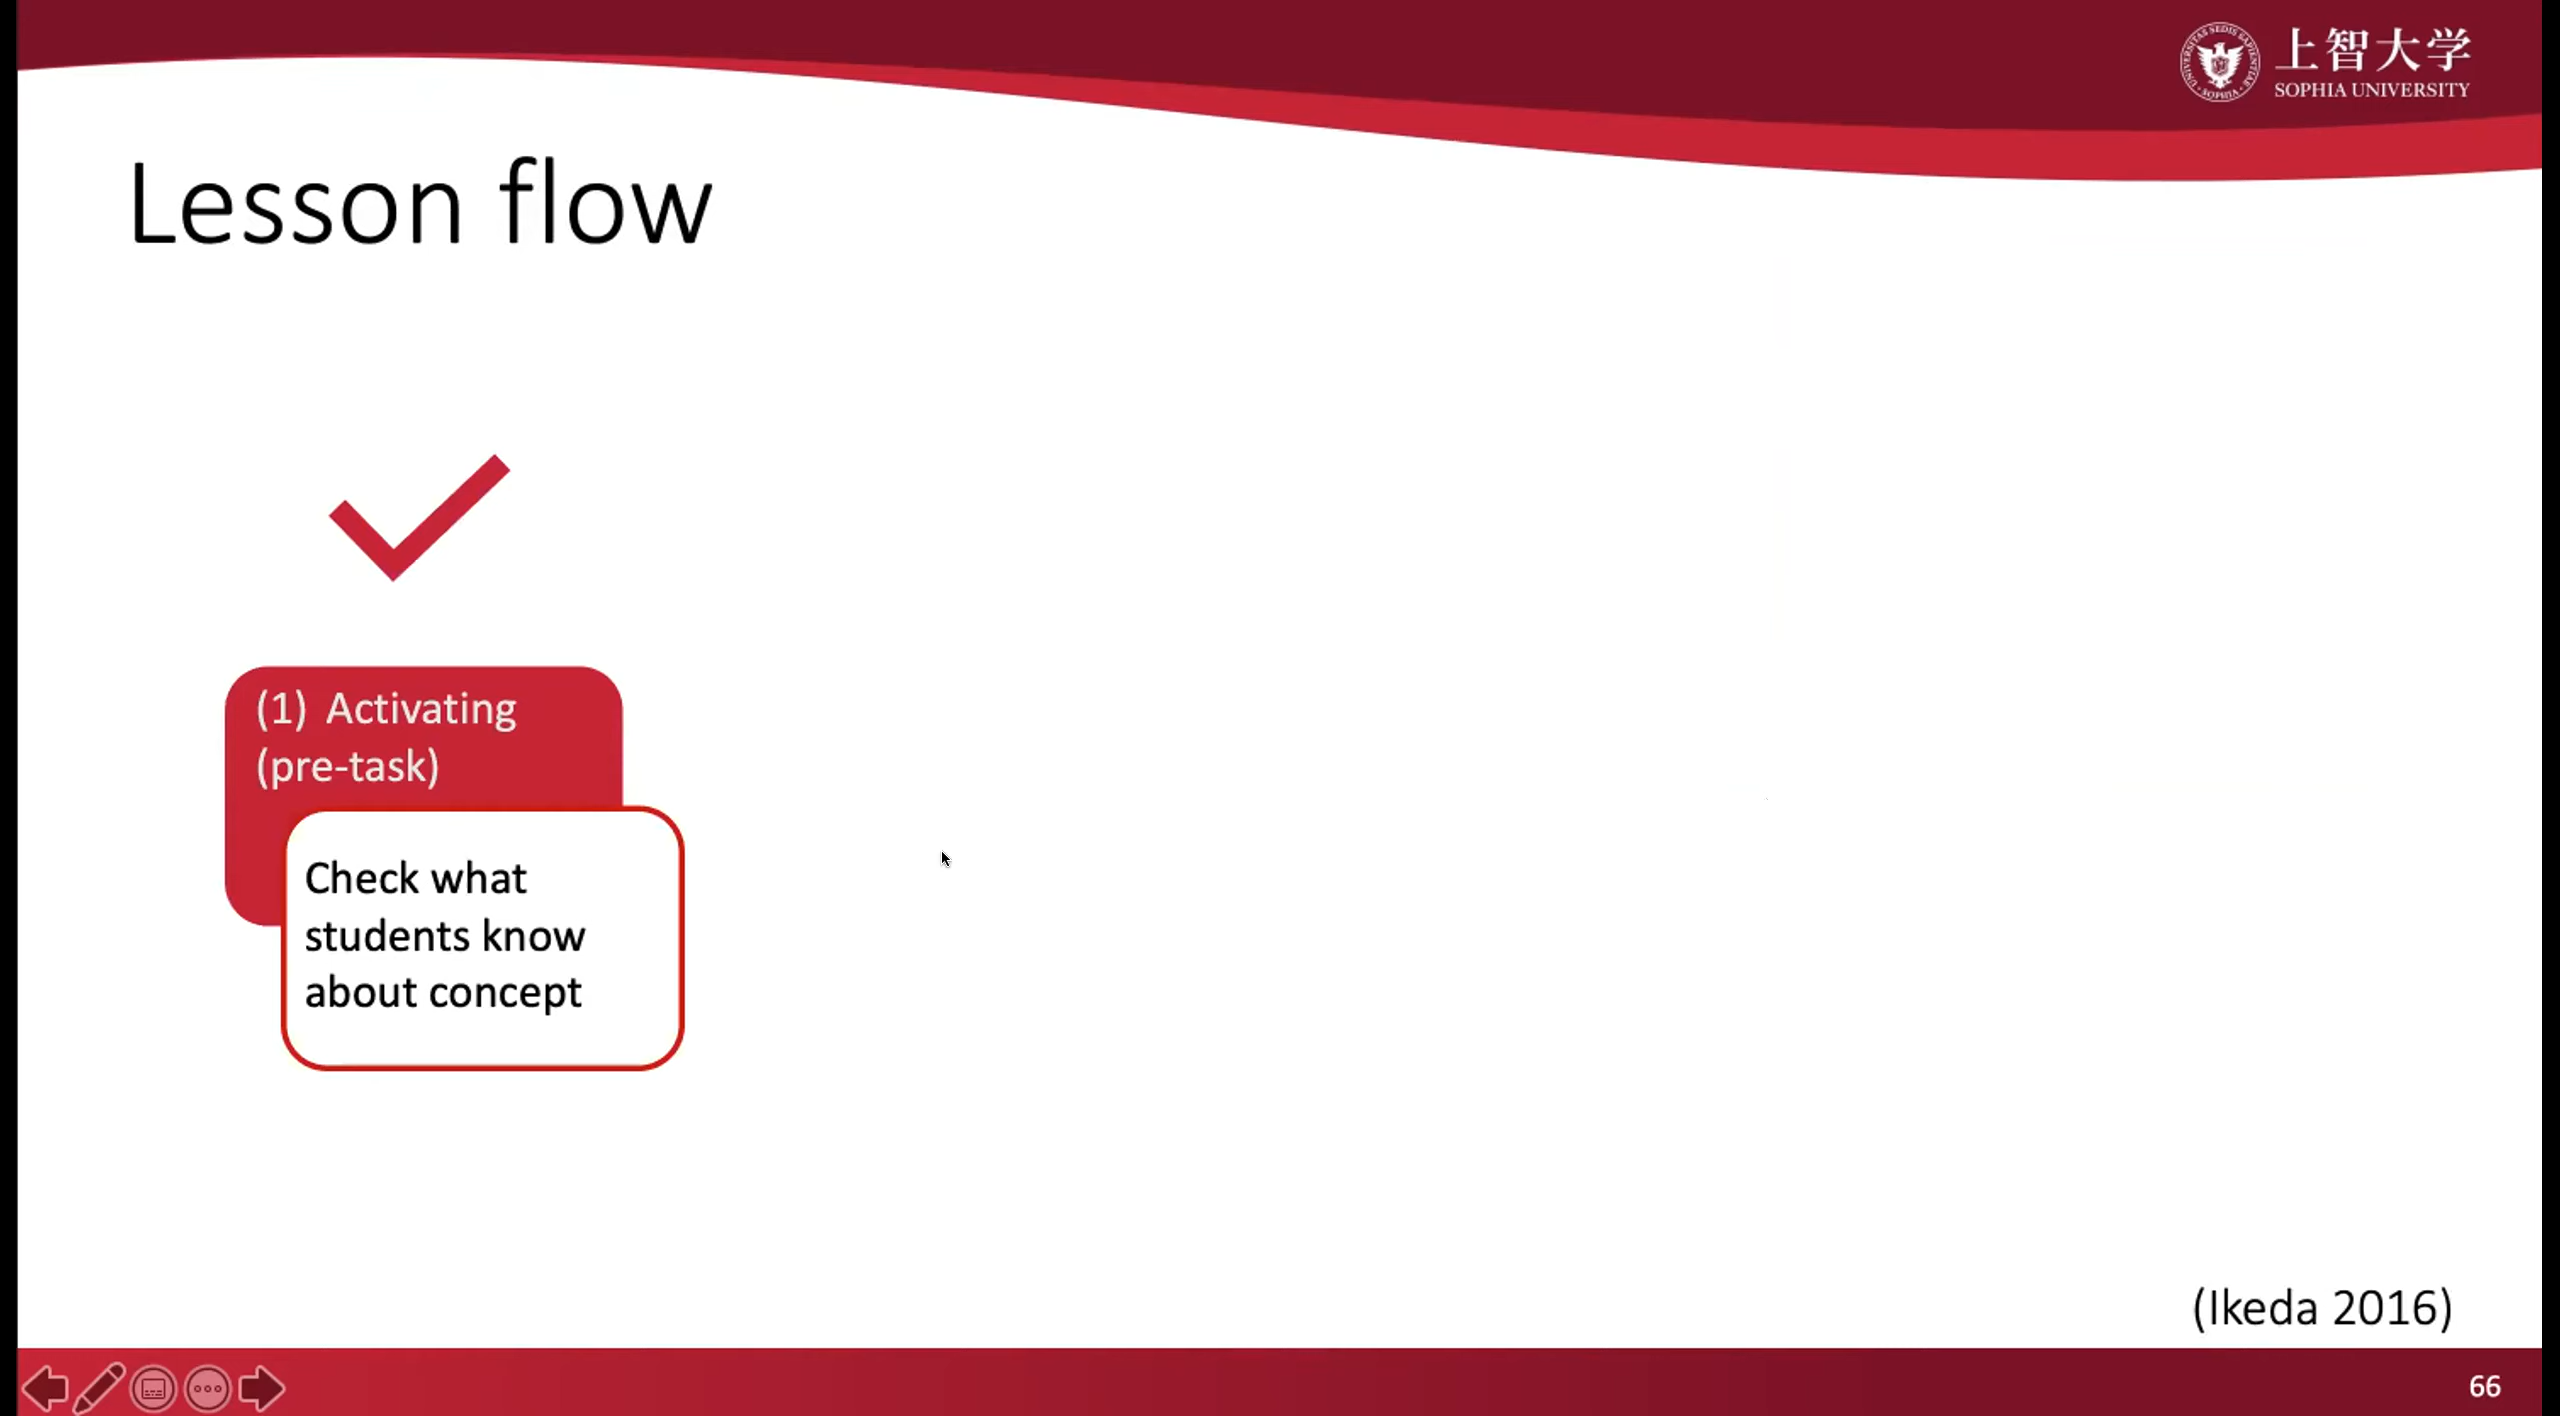 上智大学
SOPHIA UNIVERSITY
Lesson flow
(1) Activating
(pre-task)
Check what
students know
about concept
(Ikeda 2016)
66